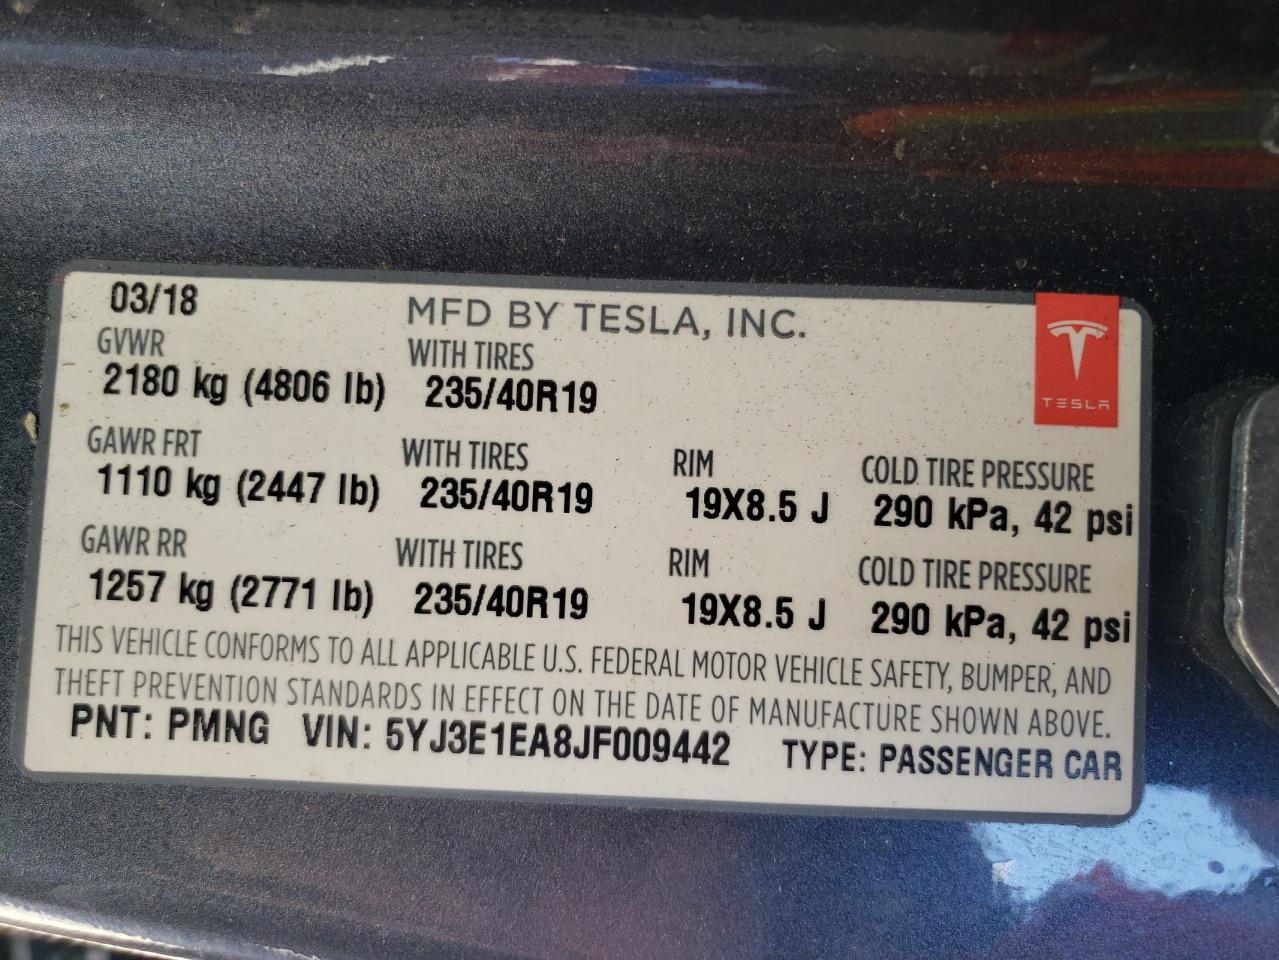 03/18 MFD BY TESLA, INC.
GVWR WITH TIRES
2180 kg (4806 lb) 235/40R19
TESLA
GAWR FRT WITH TIRES RIM COLD TIRE PRESSURE
1110 kg (2447 lb) 235/40R19 19X8.5 J 290 kPa, 42 psi
GAWR RR WITH TIRES RIM COLD TIRE PRESSURE
1257 kg (2771 lb) 235/40R19 19X8.5 J 290 kPa, 42 psi
THIS VEHICLE CONFORMS TO ALL APPLICABLE U.S. FEDERAL MOTOR VEHICLE SAFETY, BUMPER, AND
THEFT PREVENTION STANDARDS IN EFFECT ON THE DATE OF MANUFACTURE SHOWN ABOVE.
PNT: PMNG VIN: 5YJ3E1EA8JF009442 TYPE: PASSENGER CAR